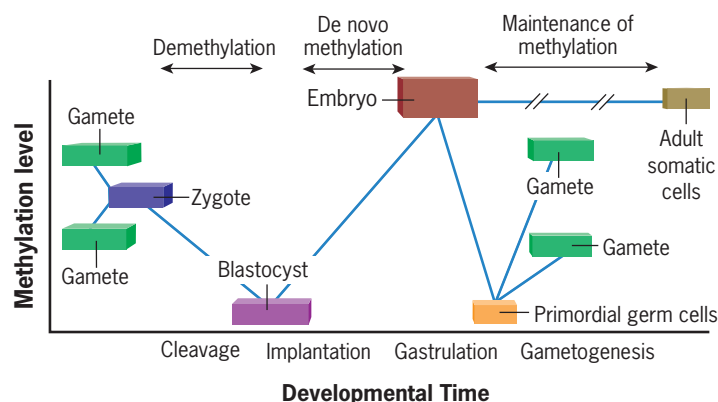 De novo
methylation
Maintenance of
methylation
Demethylation
Embryo
Gamete
Adult
somatic
cells
Gamete
Zygote
Gamete
Gamete
Blastocyst
Primordial germ cells
Methylation level
Cleavage
Implantation
Gastrulation
Gametogenesis
Developmental Time